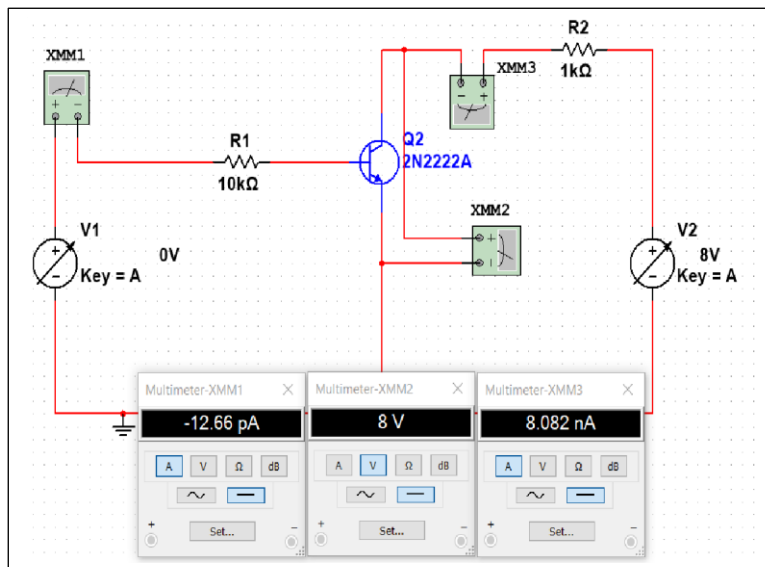 XMM1
+ -
R1
10kΩ
V1
+
-
0V
Key = A
Q2
2N2222A
- +
XMM3
R2
1kΩ
XMM2
+
-
V2
+
-
8V
Key = A
Multimeter-XMM1
-12.66 pA
A V Ω dB
Set...
+ -
Multimeter-XMM2
8 V
A V Ω dB
Set...
+ -
Multimeter-XMM3
8.082 nA
A V Ω dB
Set...
+ -